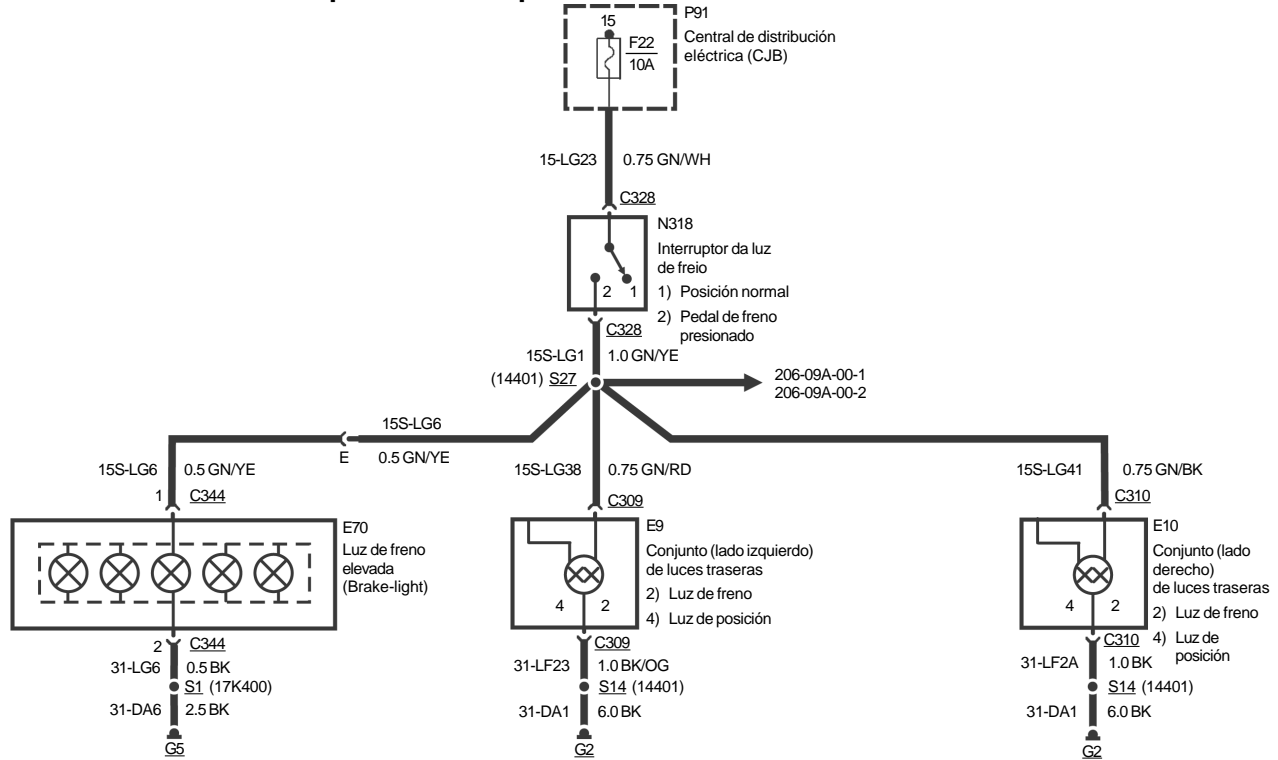 P91
15
Central de distribución
eléctrica (CJB)
F22
10A
15-LG23 0.75 GN/WH
C328
N318
Interruptor da luz
de freio
2 1
1) Posición normal
2) Pedal de freno
presionado
C328
15S-LG1 1.0 GN/YE
(14401) S27
206-09A-00-1
206-09A-00-2
15S-LG6
E 0.5 GN/YE
15S-LG6 0.5 GN/YE
15S-LG38 0.75 GN/RD
15S-LG41 0.75 GN/BK
1 C344
C309
C310
E70
Luz de freno
elevada
(Brake-light)
E9
Conjunto (lado izquierdo)
de luces traseras
2) Luz de freno
4) Luz de posición
4 2
E10
Conjunto (lado
derecho)
de luces traseras
2) Luz de freno
4) Luz de
posición
4 2
2 C344
C309
C310
31-LG6 0.5 BK
31-LF23 1.0 BK/OG
31-LF2A 1.0 BK
S1 (17K400)
S14 (14401)
S14 (14401)
31-DA6 2.5 BK
31-DA1 6.0 BK
31-DA1 6.0 BK
G5
G2
G2